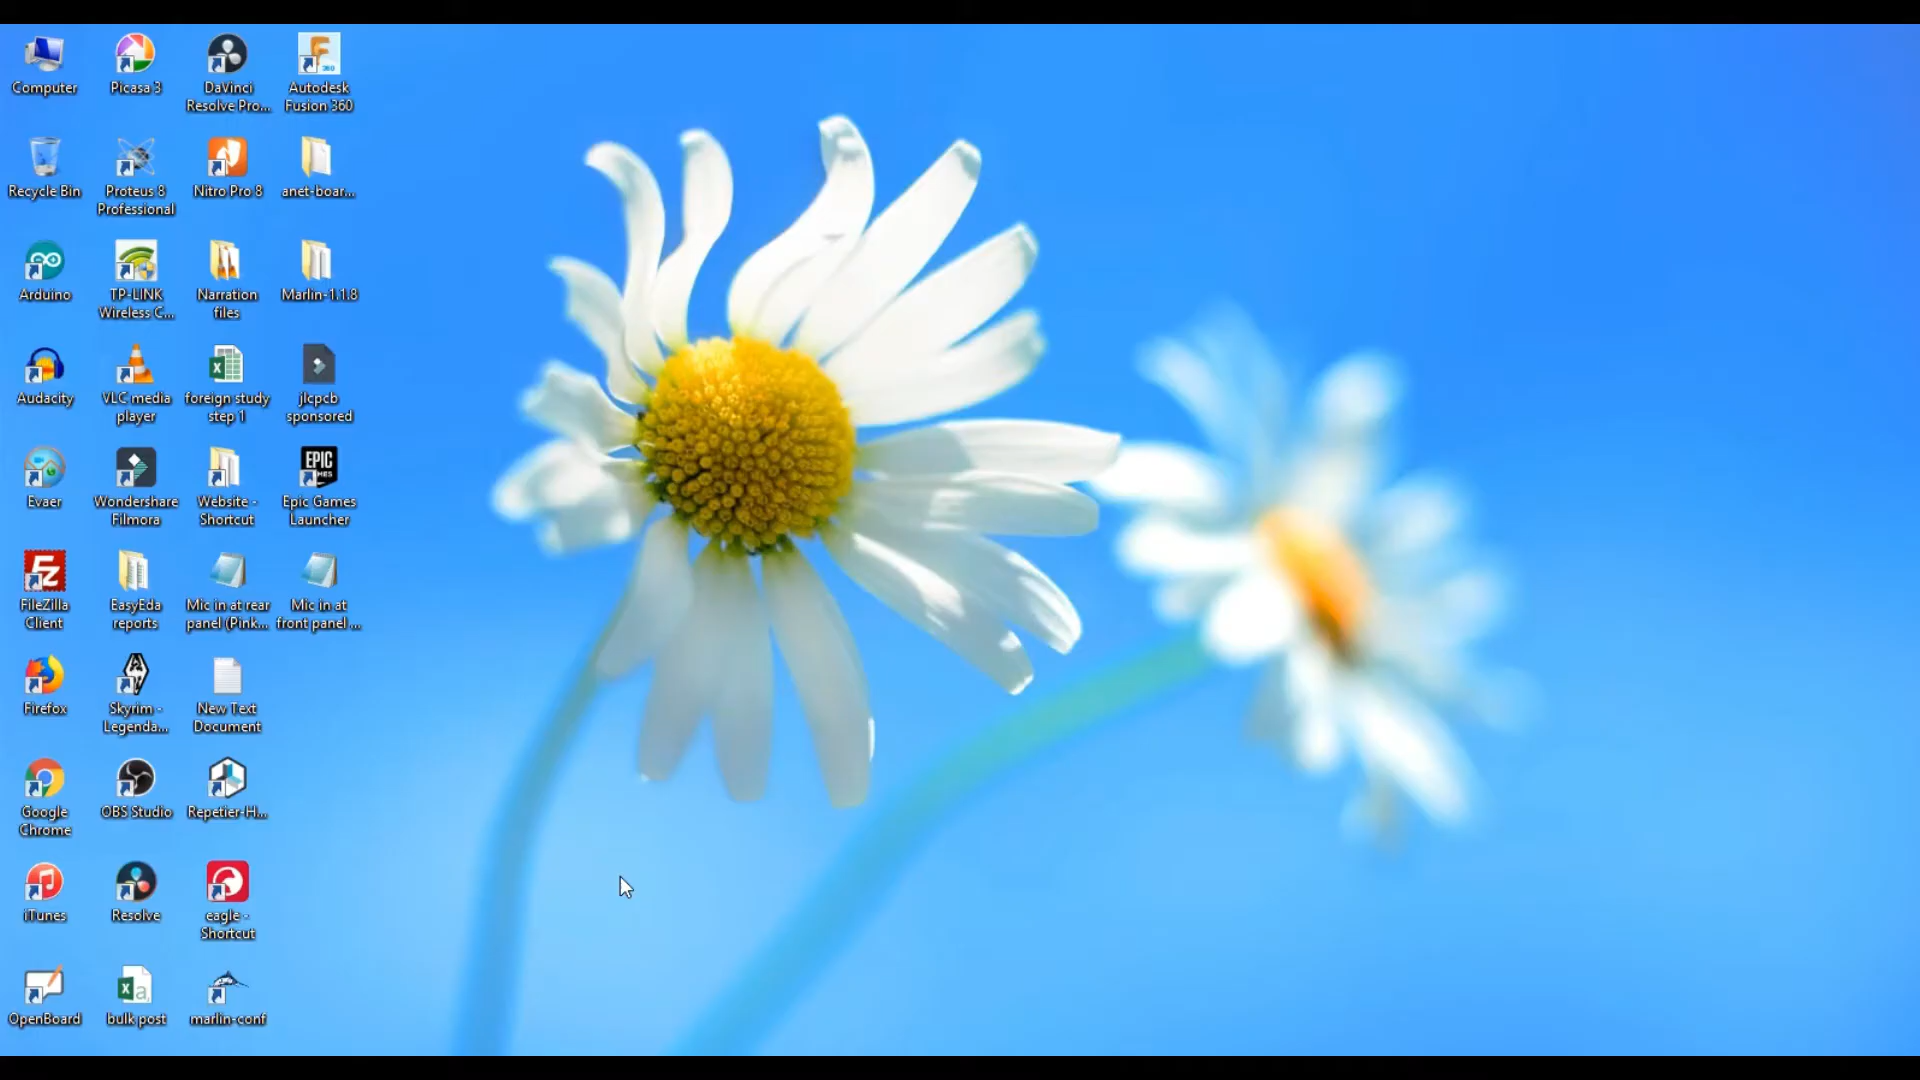 Computer
Picasa 3
DaVinci
Resolve Pro...
Autodesk
Fusion 360
Recycle Bin
Proteus 8
Professional
Nitro Pro 8
anet-boar...
Arduino
TP-LINK
Wireless C...
Narration
files
Marlin-1.1.8
Audacity
VLC media
player
foreign study
step 1
jlcpcb
sponsored
Evaer
Wondershare
Filmora
Website -
Shortcut
EPIC
Epic Games
Launcher
FileZilla
Client
EasyEda
reports
Mic in at rear
panel (Pink...
Mic in at
front panel ...
Firefox
Skyrim -
Legenda...
New Text
Document
Google
Chrome
OBS Studio
Repetier-H...
iTunes
Resolve
eagle -
Shortcut
OpenBoard
bulk post
marlin-conf